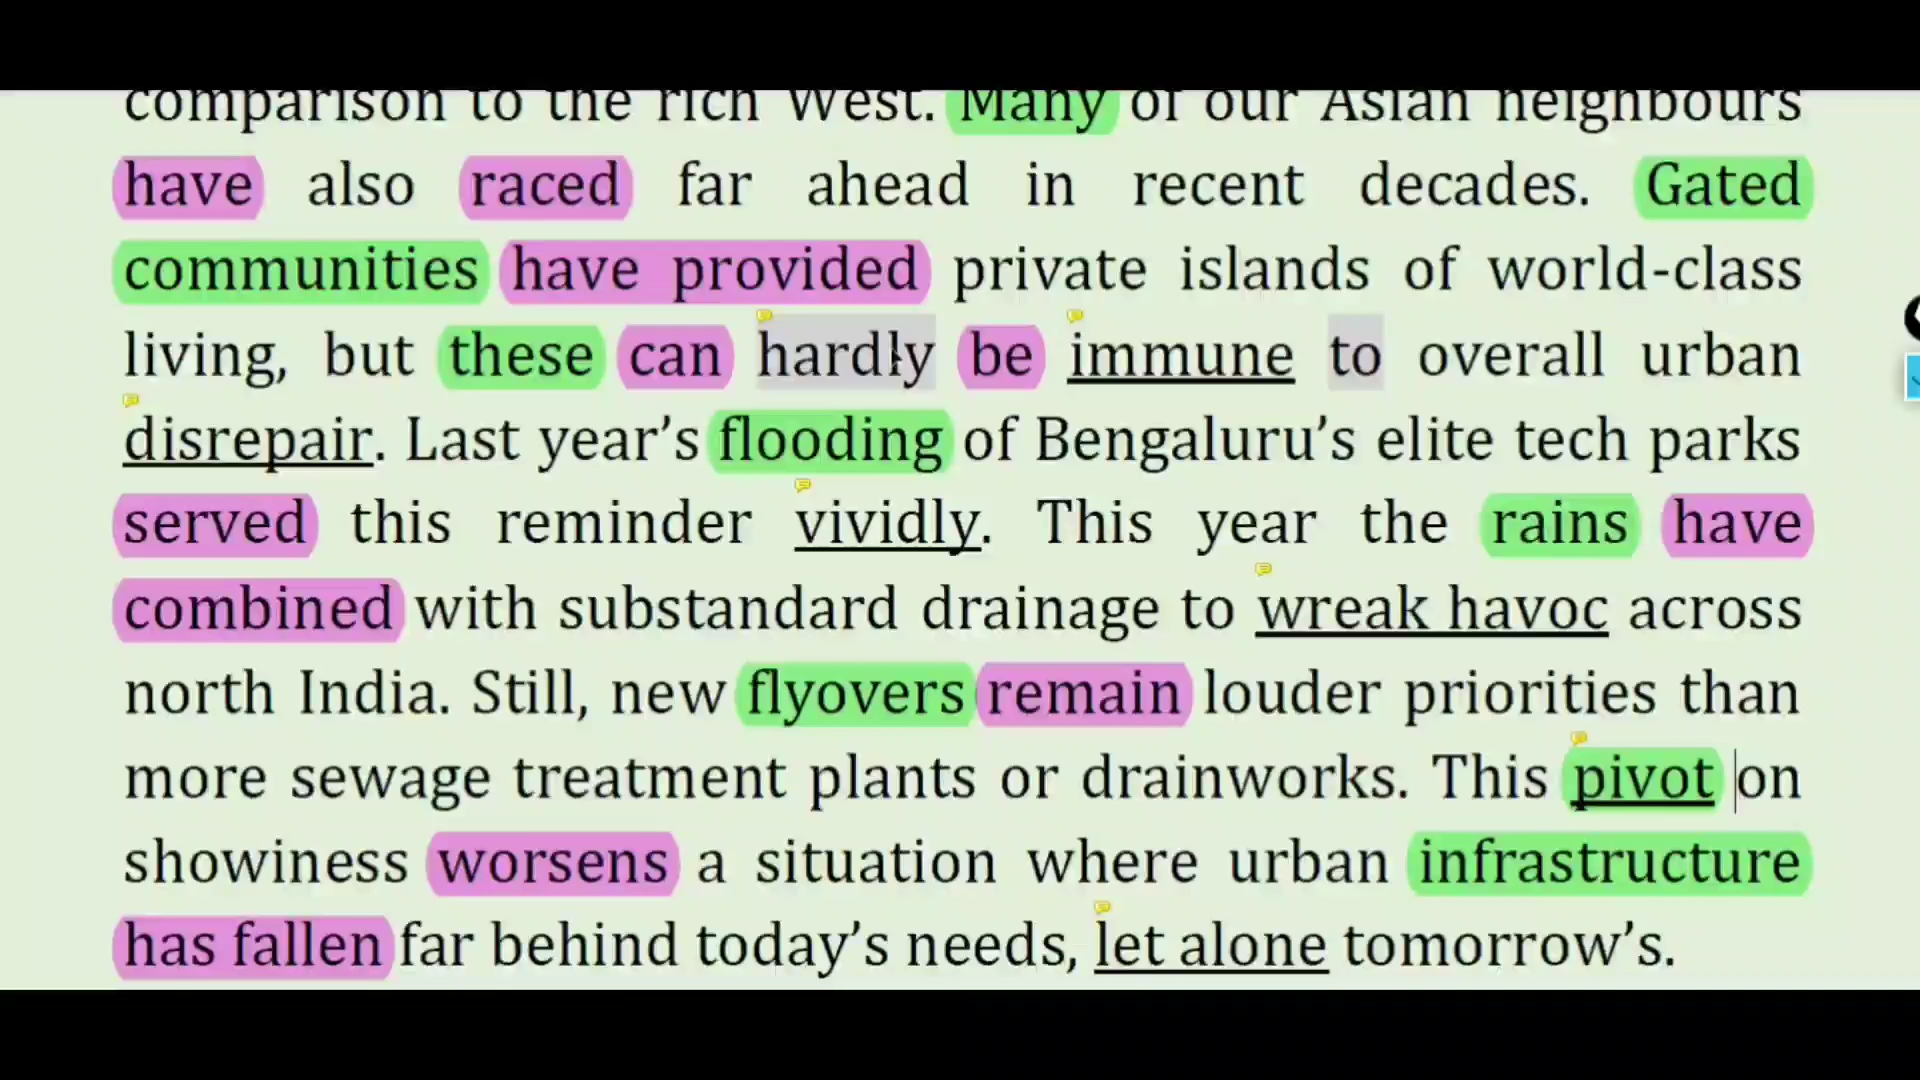 comparison to the rich West. Many of our Asian neighbours
have also raced far ahead in recent decades. Gated
communities have provided private islands of world-class
living, but these can hardly be immune to overall urban
disrepair. Last year’s flooding of Bengaluru’s elite tech parks
served this reminder vividly. This year the rains have
combined with substandard drainage to wreak havoc across
north India. Still, new flyovers remain louder priorities than
more sewage treatment plants or drainworks. This pivot on
showiness worsens a situation where urban infrastructure
has fallen far behind today’s needs, let alone tomorrow’s.